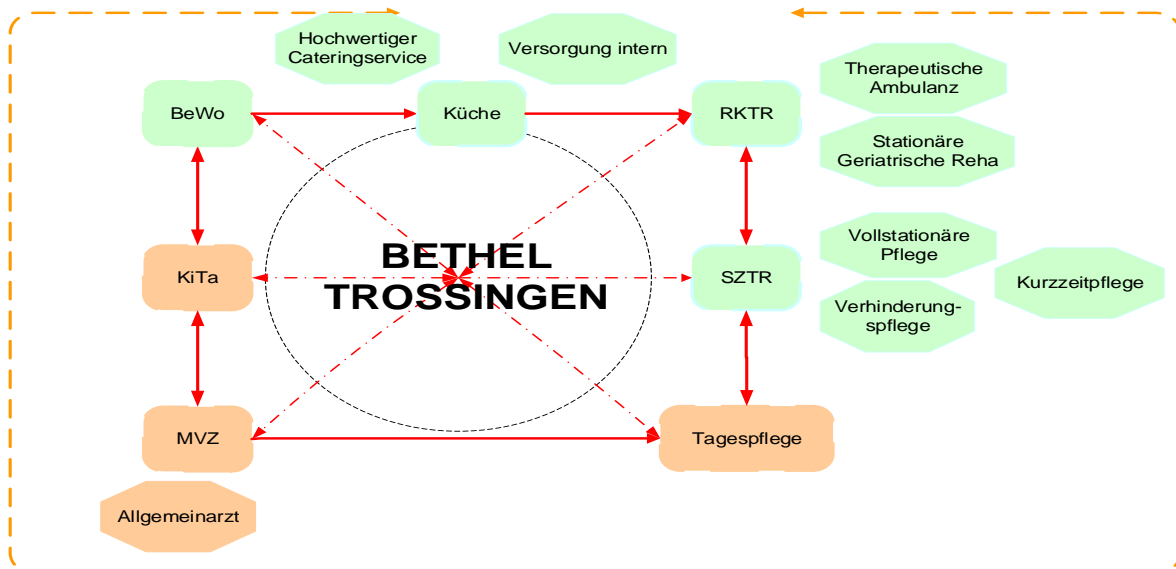 Hochwertiger
Cateringservice
Versorgung intern
Therapeutische
Ambulanz
BeWo
Küche
RKTR
Stationäre
Geriatrische Reha
BETHEL
TROSSINGEN
KiTa
SZTR
Vollstationäre
Pflege
Kurzzeitpflege
Verhinderung-
spflege
MVZ
Tagespflege
Allgemeinarzt